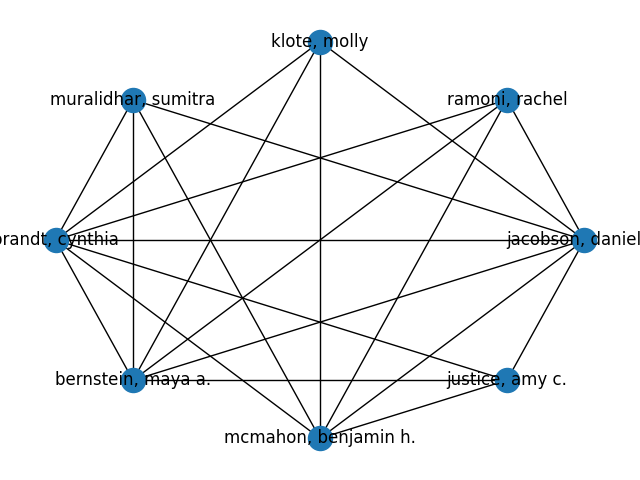 klote, molly
muralidhar, sumitra
ramoni, rachel
brandt, cynthia
jacobson, daniel
bernstein, maya a.
justice, amy c.
mcmahon, benjamin h.